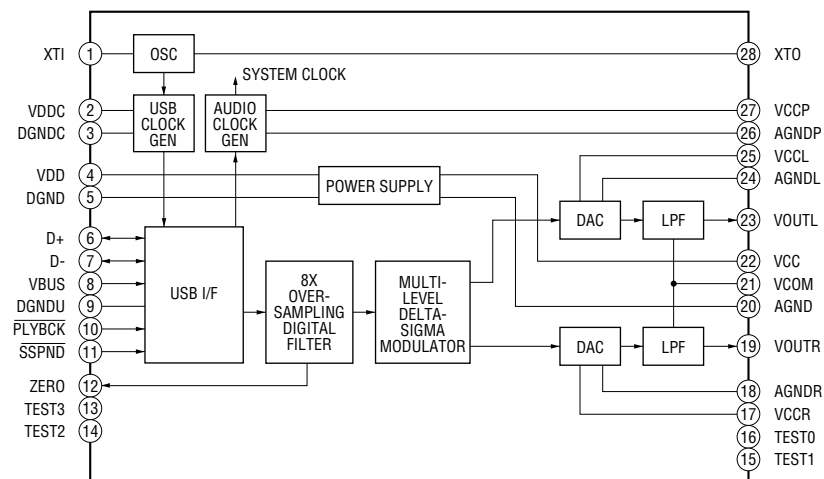 XTI 1
OSC
28 XTO
SYSTEM CLOCK
VDDC 2
DGNDC 3
USB
CLOCK
GEN
AUDIO
CLOCK
GEN
27 VCCP
26 AGNDP
25 VCCL
24 AGNDL
VDD 4
DGND 5
POWER SUPPLY
DAC
LPF
23 VOUTL
D+ 6
D- 7
VBUS 8
DGNDU 9
PLYBCK 10
SSPND 11
USB I/F
8X
OVER-
SAMPLING
DIGITAL
FILTER
MULTI-
LEVEL
DELTA-
SIGMA
MODULATOR
22 VCC
21 VCOM
20 AGND
DAC
LPF
19 VOUTR
ZERO 12
TEST3 13
TEST2 14
18 AGNDR
17 VCCR
16 TEST0
15 TEST1